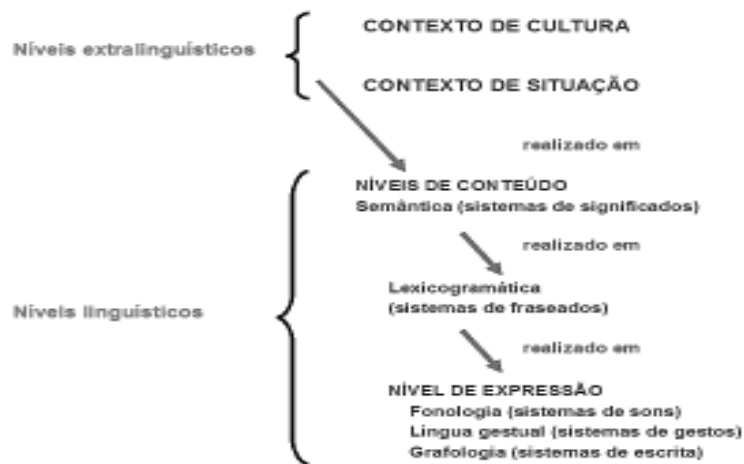 CONTEXTO DE CULTURA
Níveis extralinguísticos
CONTEXTO DE SITUAÇÃO
realizado em
NÍVEIS DE CONTEÚDO
Semântica (sistemas de significados)
realizado em
Lexicogramática
(sistemas de fraseados)
Níveis linguísticos
realizado em
NÍVEL DE EXPRESSÃO
Fonologia (sistemas de sons)
Lingua gestual (sistemas de gestos)
Grafologia (sistemas de escrita)